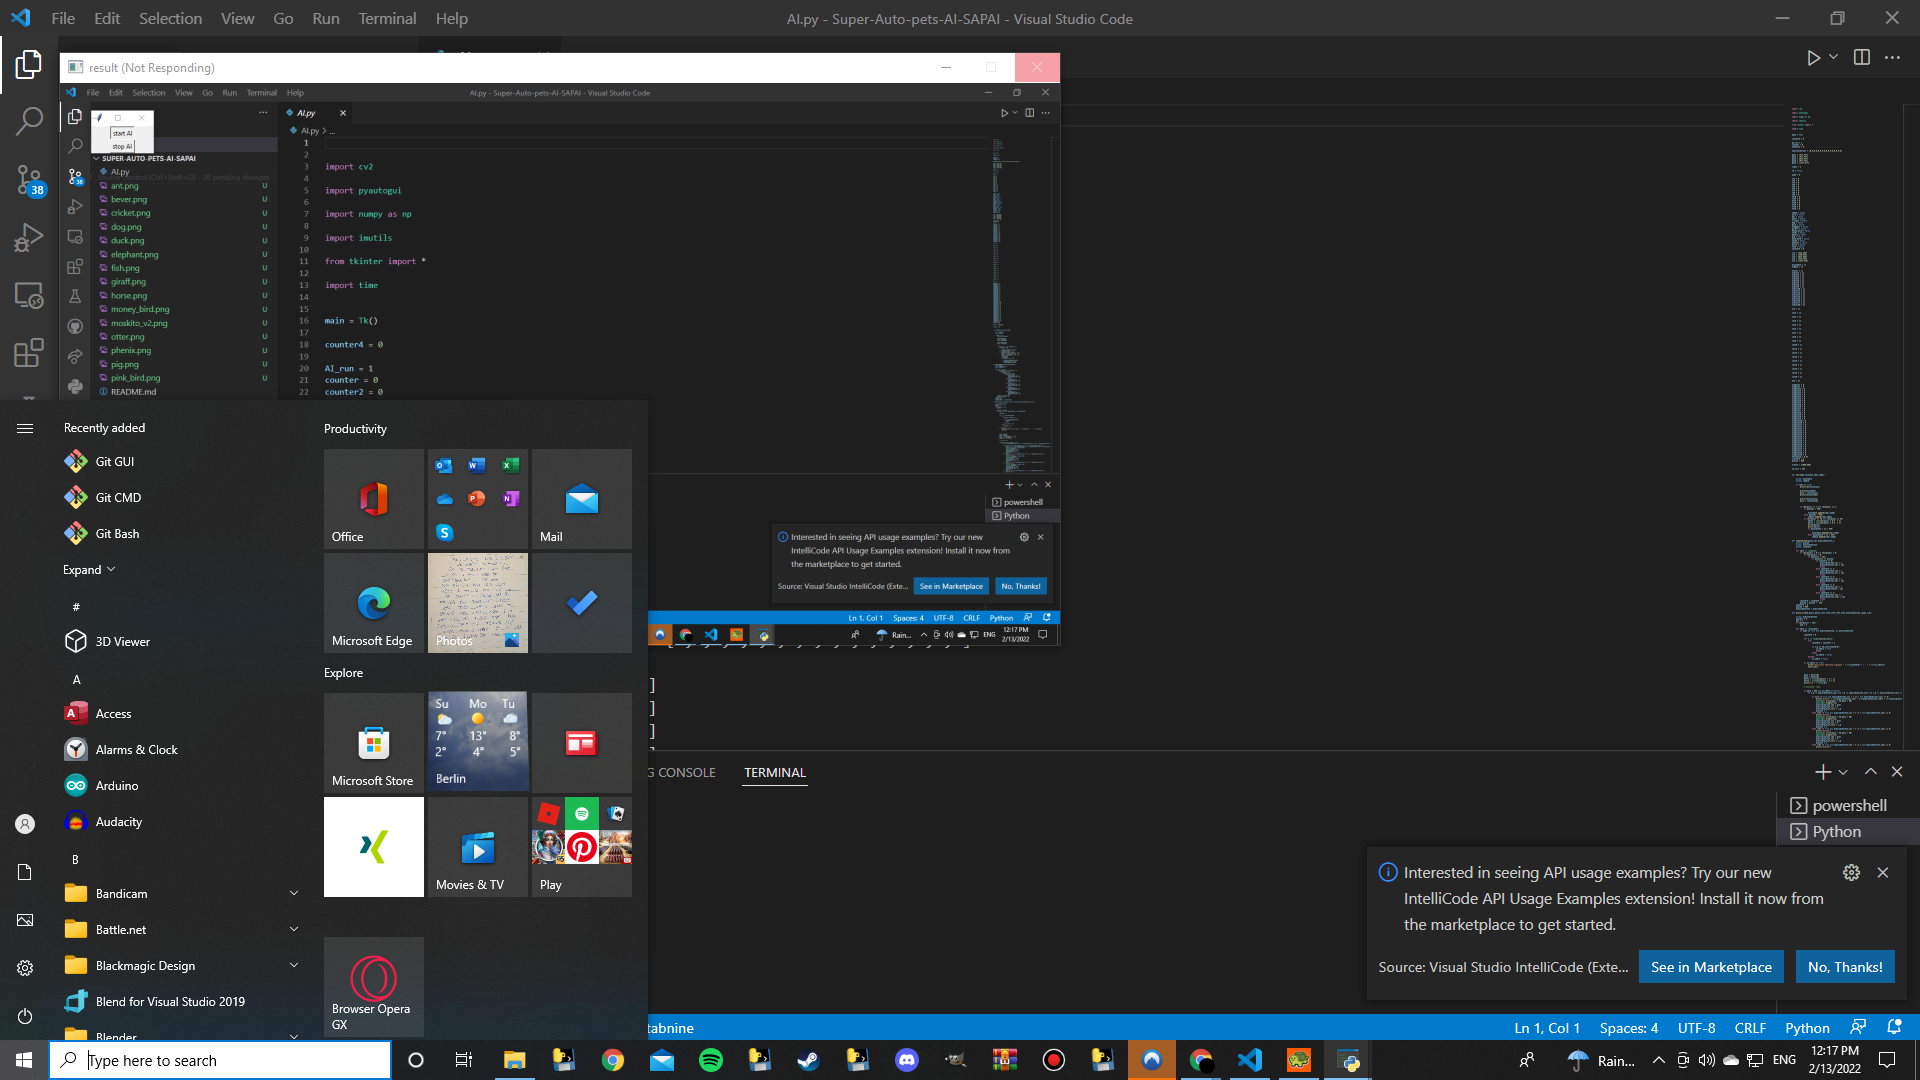 File Edit Selection View Go Run Terminal Help
AI.py - Super-Auto-pets-AI-SAPAI - Visual Studio Code
38
result (Not Responding)
File Edit Selection View Go Run Terminal Help
AI.py - Super-Auto-pets-AI-SAPAI - Visual Studio Code
start AI
stop AI
SUPER-AUTO-PETS-AI-SAPAI
AI.py
ant.png U
bever.png U
cricket.png U
dog.png U
duck.png U
elephant.png U
fish.png U
giraff.png U
horse.png U
money_bird.png U
moskito_v2.png U
otter.png U
phenix.png U
pig.png U
pink_bird.png U
README.md
AI.py
AI.py > ...
1
2
3 import cv2
4
5 import pyautogui
6
7 import numpy as np
8
9 import imutils
10
11 from tkinter import *
12
13 import time
14
15
16 main = Tk()
17
18 counter4 = 0
19
20 AI_run = 1
21 counter = 0
22 counter2 = 0
powershell
Python
Interested in seeing API usage examples? Try our new
IntelliCode API Usage Examples extension! Install it now from
the marketplace to get started.
Source: Visual Studio IntelliCode (Exte... See in Marketplace No, Thanks!
Ln 1, Col 1 Spaces: 4 UTF-8 CRLF Python
Rain... ENG 12:17 PM
2/13/2022
]
]
]
Recently added
Git GUI
Git CMD
Git Bash
Expand
#
3D Viewer
A
Access
Alarms & Clock
Arduino
Audacity
B
Bandicam
Battle.net
Blackmagic Design
Blend for Visual Studio 2019
Blender
Productivity
Office
Mail
Microsoft Edge
Photos
Explore
Microsoft Store
Su Mo Tu
7° 13° 8°
2° 4° 5°
Berlin
Movies & TV
Play
Browser Opera
GX
G CONSOLE TERMINAL
powershell
Python
Interested in seeing API usage examples? Try our new
IntelliCode API Usage Examples extension! Install it now from
the marketplace to get started.
Source: Visual Studio IntelliCode (Exte... See in Marketplace No, Thanks!
tabnine
Ln 1, Col 1 Spaces: 4 UTF-8 CRLF Python
Type here to search
Rain... ENG 12:17 PM
2/13/2022